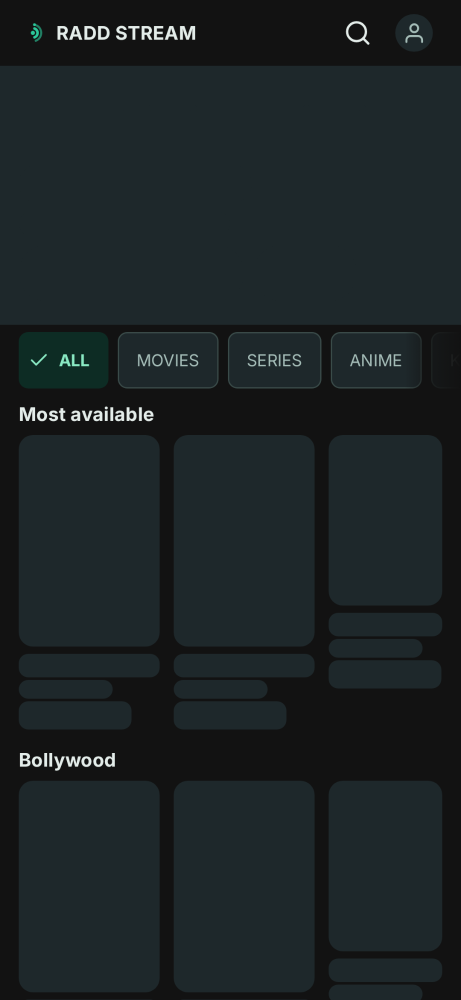 RADD STREAM
ALL
MOVIES
SERIES
ANIME
Most available
Bollywood